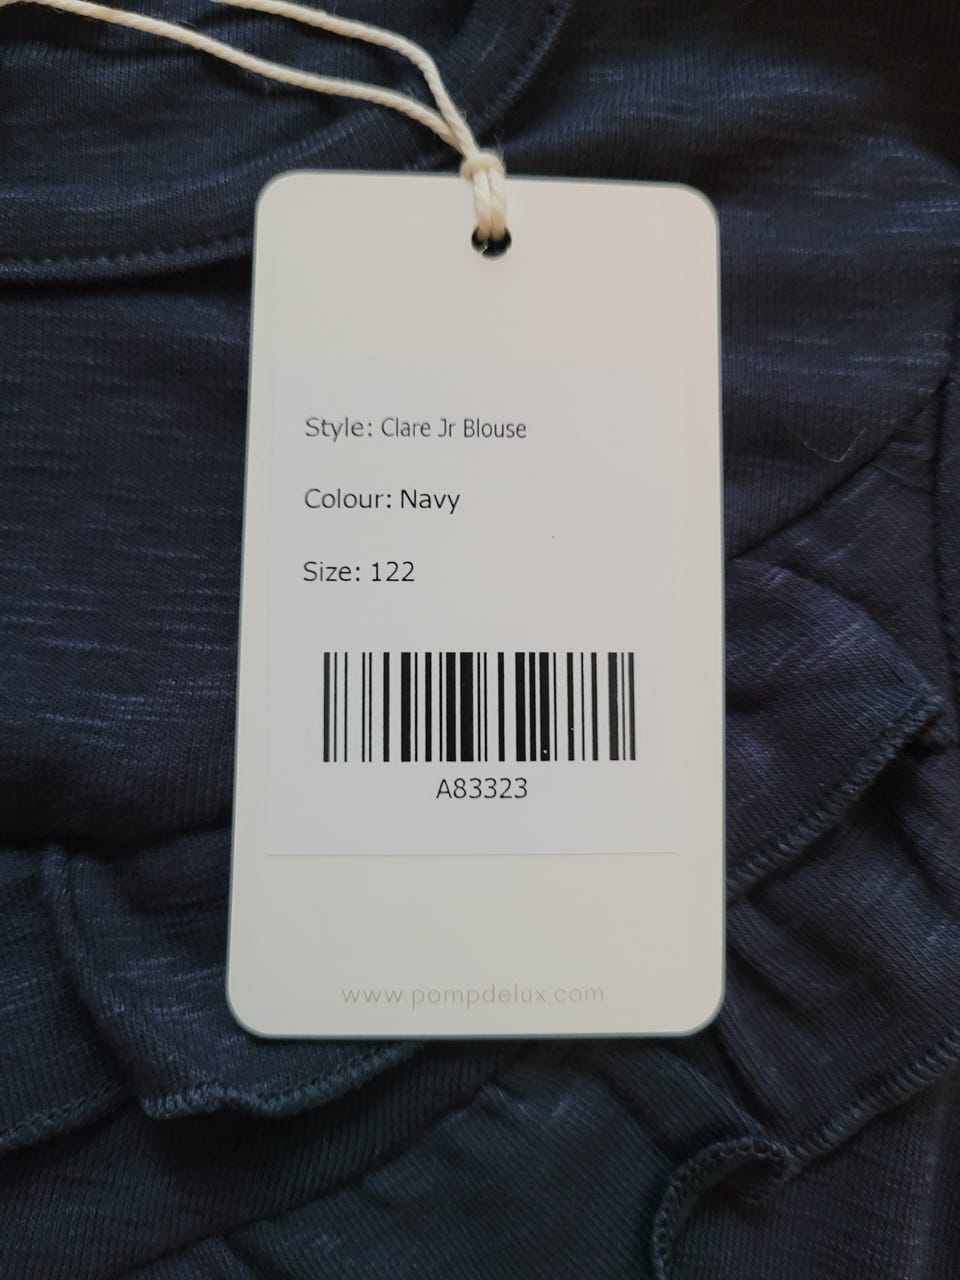 Style: Clare Jr Blouse
Colour: Navy
Size: 122
A83323
www.pompdelux.com